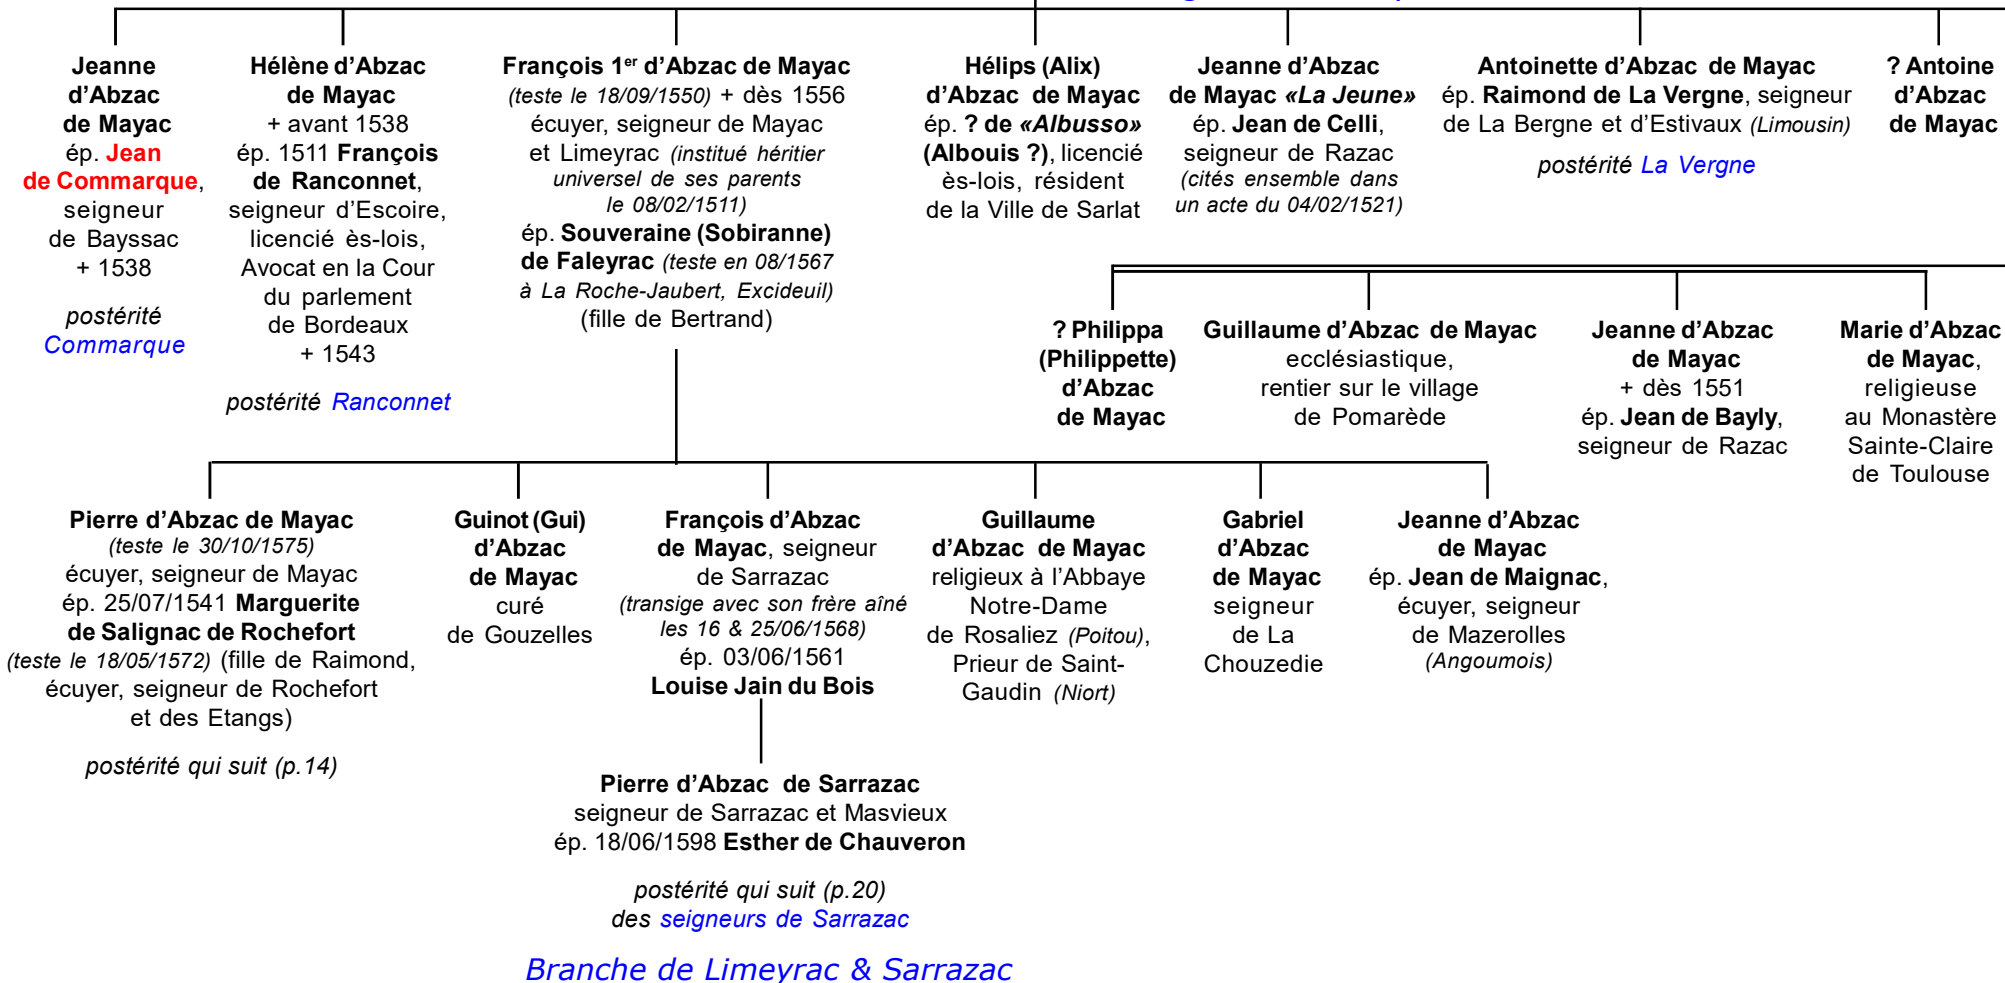 Jeanne
d'Abzac
de Mayac
ép. Jean
de Commarque,
seigneur
de Bayssac
+ 1538
postérité
Commarque
Hélène d'Abzac
de Mayac
+ avant 1538
ép. 1511 François
de Ranconnet,
seigneur d'Escoire,
licencié ès-lois,
Avocat en la Cour
du parlement
de Bordeaux
+ 1543
postérité Ranconnet
François 1er d'Abzac de Mayac
(teste le 18/09/1550) + dès 1556
écuyer, seigneur de Mayac
et Limeyrac (institué héritier
universel de ses parents
le 08/02/1511)
ép. Souveraine (Sobiranne)
de Faleyrac (teste en 08/1567
à La Roche-Jaubert, Excideuil)
(fille de Bertrand)
Hélips (Alix)
d'Abzac de Mayac
ép. ? de «Albusso»
(Albouis ?), licencié
ès-lois, résident
de la Ville de Sarlat
Jeanne d'Abzac
de Mayac «La Jeune»
ép. Jean de Celli,
seigneur de Razac
(cités ensemble dans
un acte du 04/02/1521)
Antoinette d'Abzac de Mayac
ép. Raimond de La Vergne, seigneur
de La Bergne et d'Estivaux (Limousin)
postérité La Vergne
? Antoine
d'Abzac
de Mayac
? Philippa
(Philippette)
d'Abzac
de Mayac
Guillaume d'Abzac de Mayac
ecclésiastique,
rentier sur le village
de Pomarède
Jeanne d'Abzac
de Mayac
+ dès 1551
ép. Jean de Bayly,
seigneur de Razac
Marie d'Abzac
de Mayac,
religieuse
au Monastère
Sainte-Claire
de Toulouse
Pierre d'Abzac de Mayac
(teste le 30/10/1575)
écuyer, seigneur de Mayac
ép. 25/07/1541 Marguerite
de Salignac de Rochefort
(teste le 18/05/1572) (fille de Raimond,
écuyer, seigneur de Rochefort
et des Etangs)
postérité qui suit (p.14)
Guinot (Gui)
d'Abzac
de Mayac
curé
de Gouzelles
François d'Abzac
de Mayac, seigneur
de Sarrazac
(transige avec son frère aîné
les 16 & 25/06/1568)
ép. 03/06/1561
Louise Jain du Bois
Guillaume
d'Abzac de Mayac
religieux à l'Abbaye
Notre-Dame
de Rosaliez (Poitou),
Prieur de Saint-
Gaudin (Niort)
Gabriel
d'Abzac
de Mayac
seigneur
de La
Chouzedie
Jeanne d'Abzac
de Mayac
ép. Jean de Maignac,
écuyer, seigneur
de Mazerolles
(Angoumois)
Pierre d'Abzac de Sarrazac
seigneur de Sarrazac et Masvieux
ép. 18/06/1598 Esther de Chauveron
postérité qui suit (p.20)
des seigneurs de Sarrazac
Branche de Limeyrac & Sarrazac